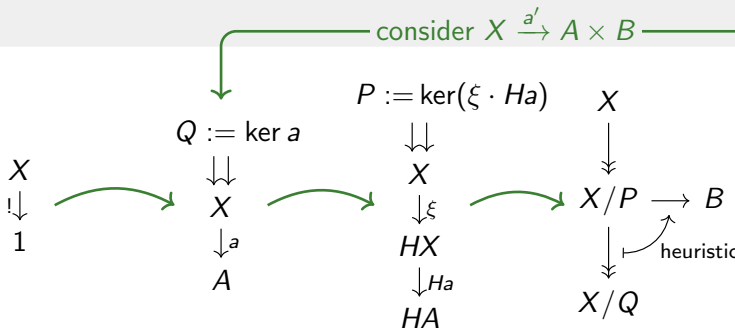 consider X a′→ A × B
X
!
1
Q := ker a
X
a
A
P := ker(ξ · Ha)
X
ξ
HX
Ha
HA
X
X/P → B
heuristic
X/Q